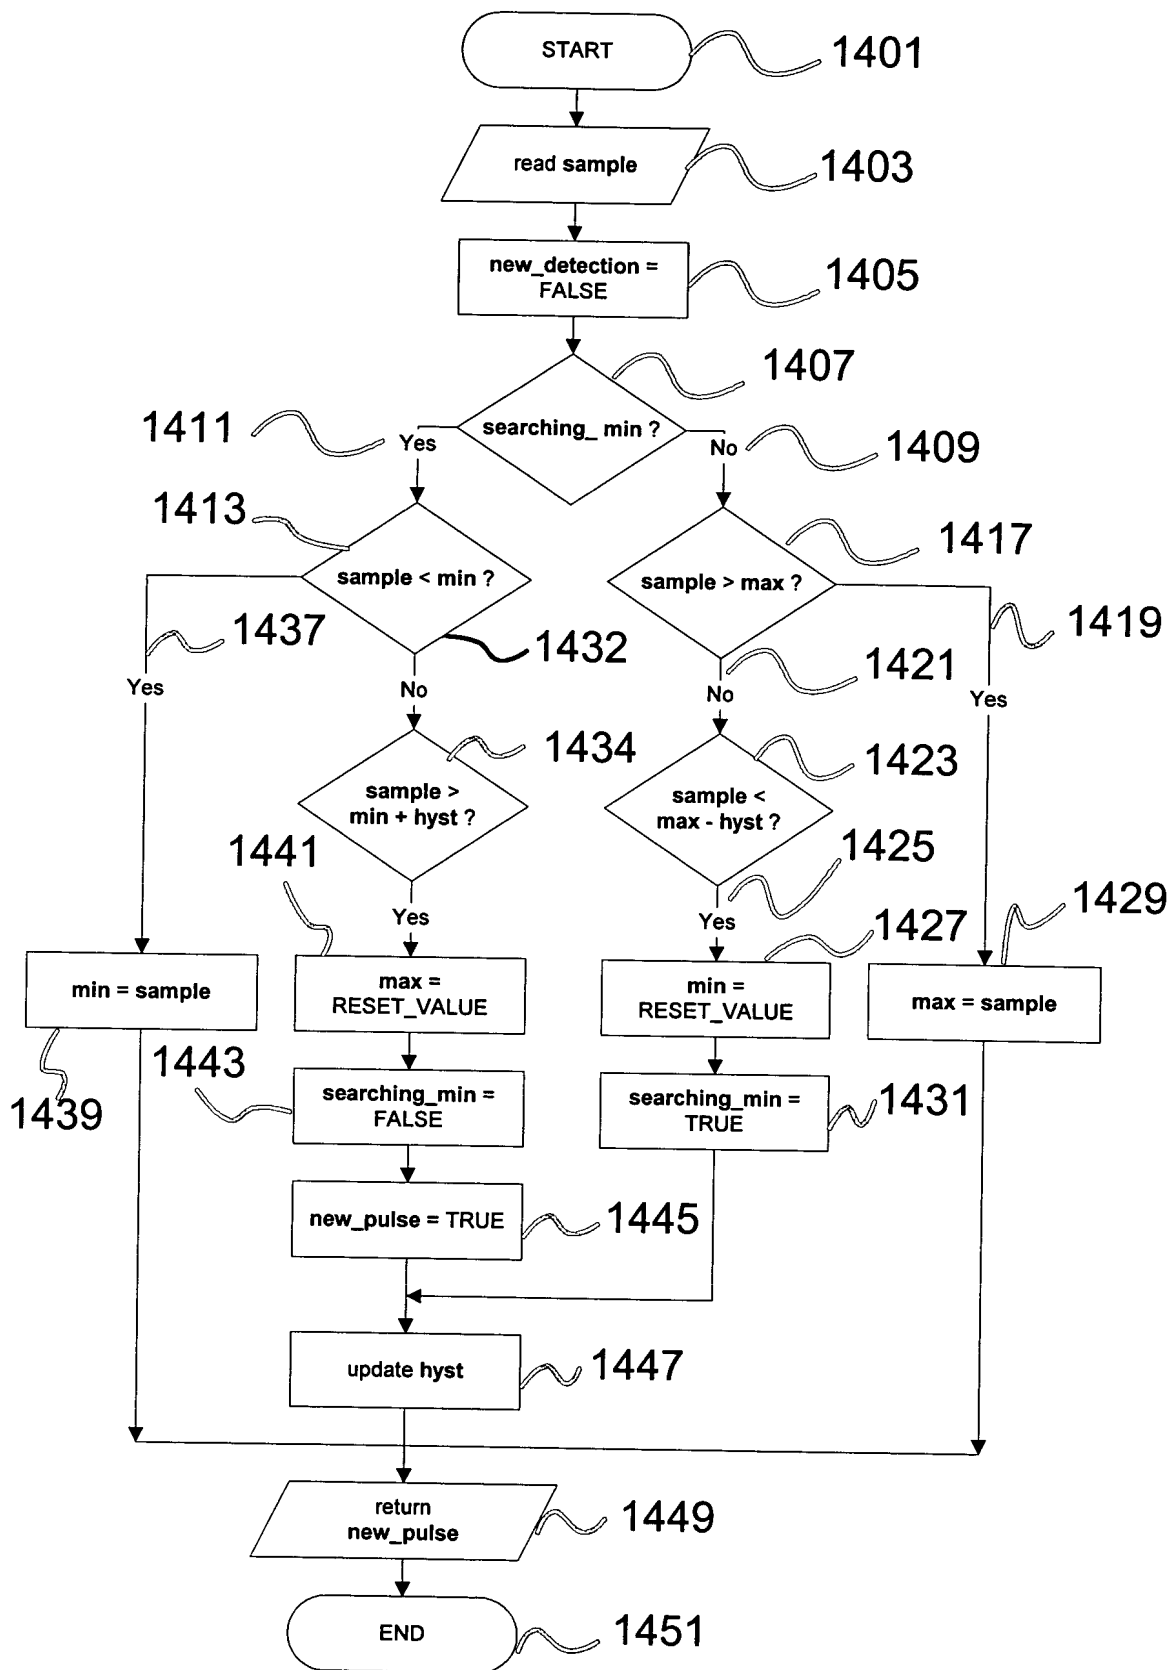 START
1401
read sample
1403
new_detection =
FALSE
1405
1407
searching_ min ?
1411
Yes
No
1409
1413
sample < min ?
1417
sample > max ?
1437
1432
1419
Yes
No
1421
No
Yes
1434
sample >
min + hyst ?
1423
sample <
max - hyst ?
1441
1425
Yes
Yes
1427
1429
min = sample
max =
RESET_VALUE
min =
RESET_VALUE
max = sample
1439
1443
searching_min =
FALSE
searching_min =
TRUE
1431
new_pulse = TRUE
1445
update hyst
1447
return
new_pulse
1449
END
1451